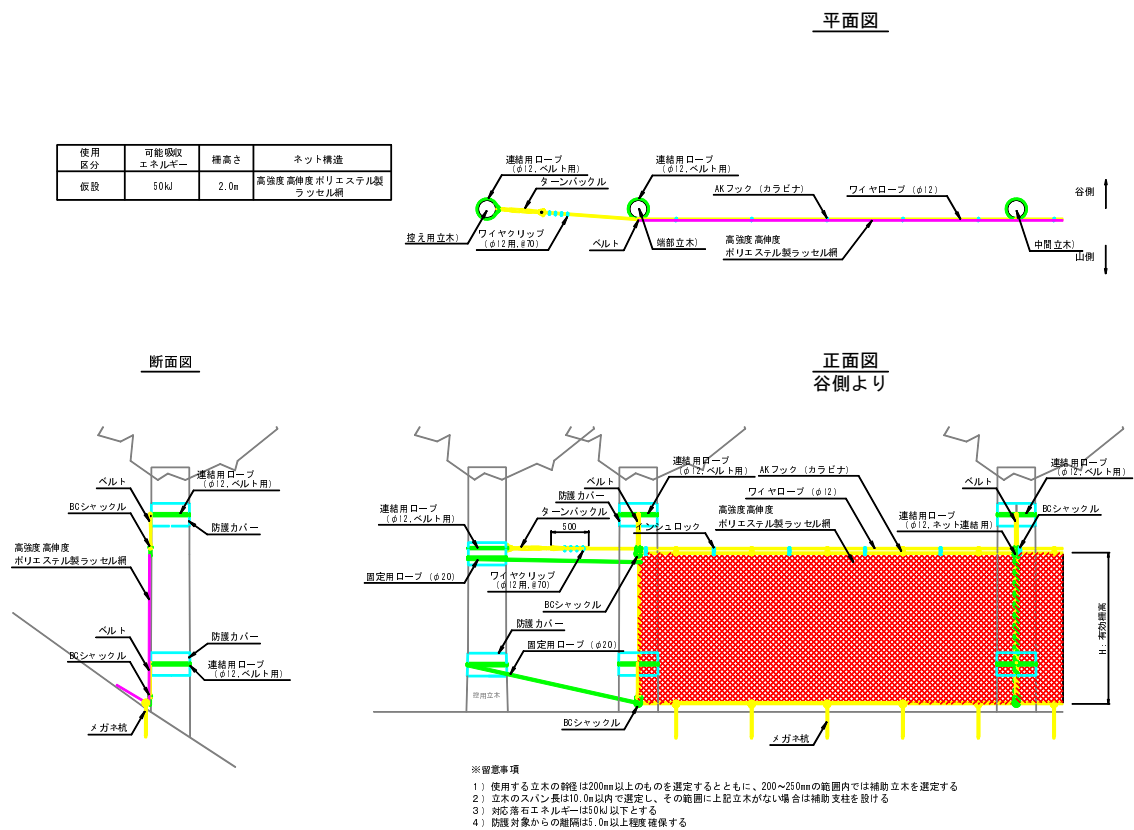 平面図
使用
区分
可能吸収
エネルギー
柵高さ
ネット構造
仮設
50kJ
2.0m
高強度高伸度ポリエステル製
ラッセル網
連結用ロープ
(φ12,ベルト用)
ターンバックル
連結用ロープ
(φ12,ベルト用)
AKフック (カラビナ)
ワイヤロープ (φ12)
谷側
控え用立木)
ワイヤクリップ
(φ12用,@70)
ベルト
端部立木)
高強度高伸度
ポリエステル製ラッセル網
中間立木)
山側
断面図
ベルト
連結用ロープ
(φ12,ベルト用)
BCシャックル
防護カバー
高強度高伸度
ポリエステル製ラッセル網
ベルト
防護カバー
BCシャックル
連結用ロープ
(φ12,ベルト用)
メガネ杭
正面図
谷側より
連結用ロープ
(φ12,ベルト用)
AKフック (カラビナ)
連結用ロープ
(φ12,ベルト用)
ベルト
ベルト
防護カバー
ワイヤロープ (φ12)
連結用ロープ
(φ12,ベルト用)
ターンバックル
高強度高伸度
ポリエステル製ラッセル網
連結用ロープ
(φ12,ネット連結用)
BCシャックル
500
インシュロック
固定用ロープ (φ20)
ワイヤクリップ
(φ12用,@70)
BCシャックル
防護カバー
固定用ロープ (φ20)
H:有効柵高
控用立木
BCシャックル
メガネ杭
※留意事項
1) 使用する立木の幹径は200mm以上のものを選定するとともに、200~250mmの範囲内では補助立木を選定する
2) 立木のスパン長は10.0m以内で選定し、その範囲に上記立木がない場合は補助支柱を設ける
3) 対応落石エネルギーは50kJ以下とする
4) 防護対象からの離隔は5.0m以上程度確保する